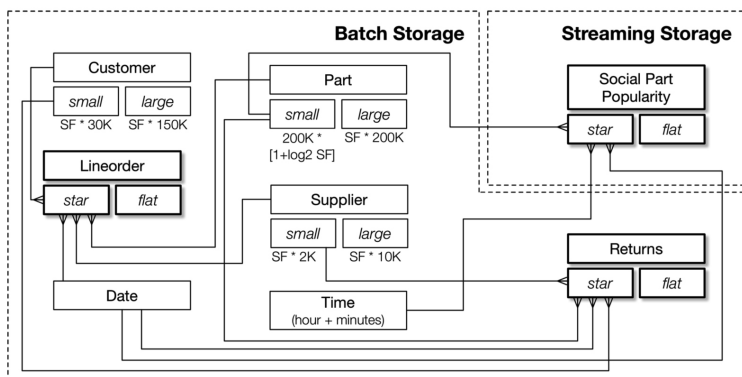 Batch Storage
Streaming Storage
Customer
small
large
SF * 30K
SF * 150K
Part
small
large
200K *
[1+log2 SF]
SF * 200K
Social Part
Popularity
star
flat
Lineorder
star
flat
Supplier
small
large
SF * 2K
SF * 10K
Returns
star
flat
Date
Time
(hour + minutes)